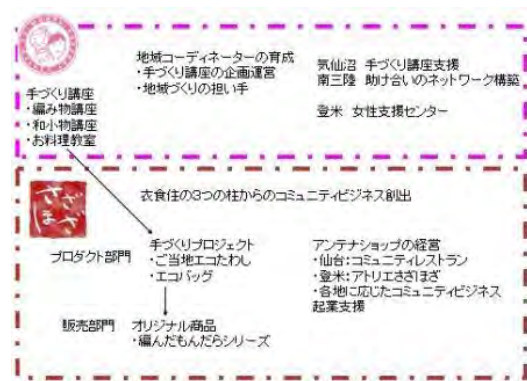 地域コーディネーターの育成
・手づくり講座の企画運営
・地域づくりの担い手
気仙沼 手づくり講座支援
南三陸 助け合いのネットワーク構築
登米 女性支援センター
手づくり講座
・編み物講座
・和小物講座
・お料理教室
さざ
ほざ
衣食住の3つの柱からのコミュニティビジネス創出
プロダクト部門
手づくりプロジェクト
・ご当地エコたわし
・エコバッグ
アンテナショップの経営
・仙台:コミュニティレストラン
・登米:アトリエささほざ
・各地に応じたコミュニティビジネス
起業支援
販売部門
オリジナル商品
・編んだもんだらシリーズ